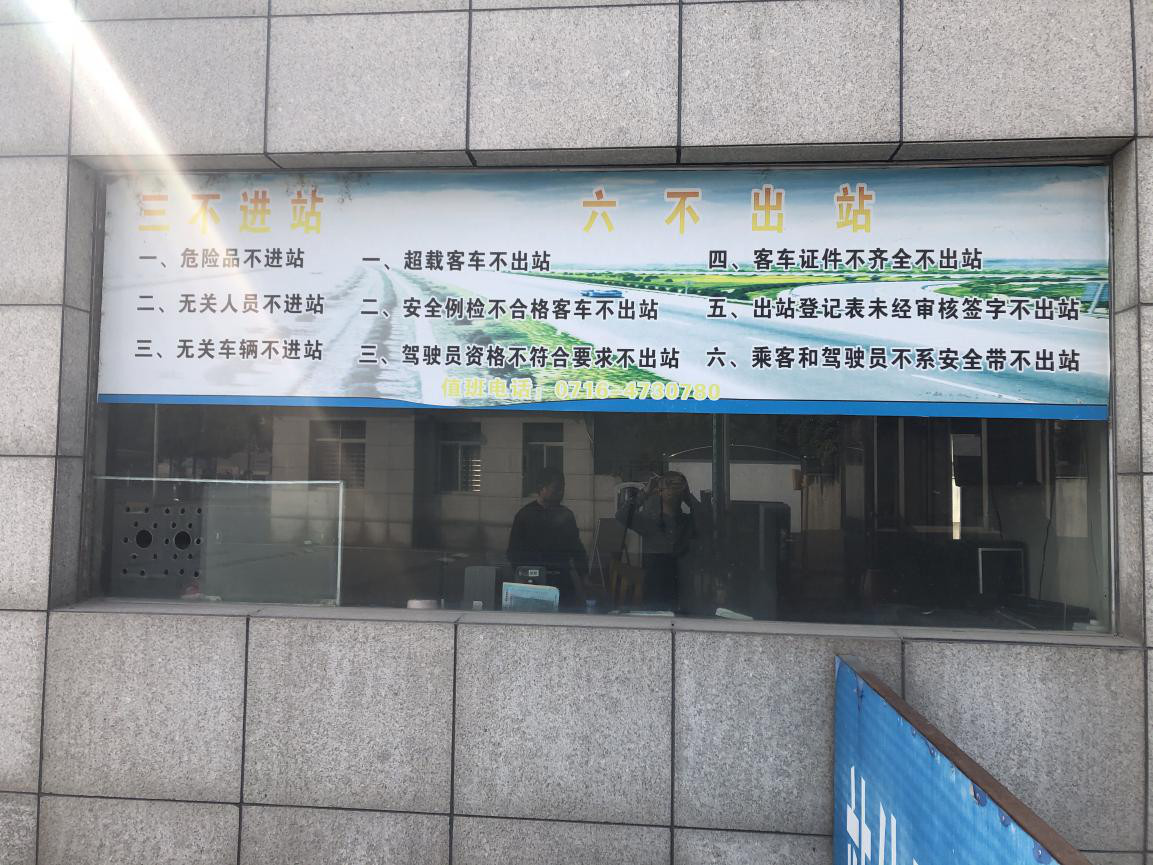 三不进站
一、危险品不进站
二、无关人员不进站
三、无关车辆不进站
六不出站
一、超载客车不出站
二、安全例检不合格客车不出站
三、驾驶员资格不符合要求不出站
四、客车证件不齐全不出站
五、出站登记表未经审核签字不出站
六、乘客和驾驶员不系安全带不出站
值班电话：0716-4730780